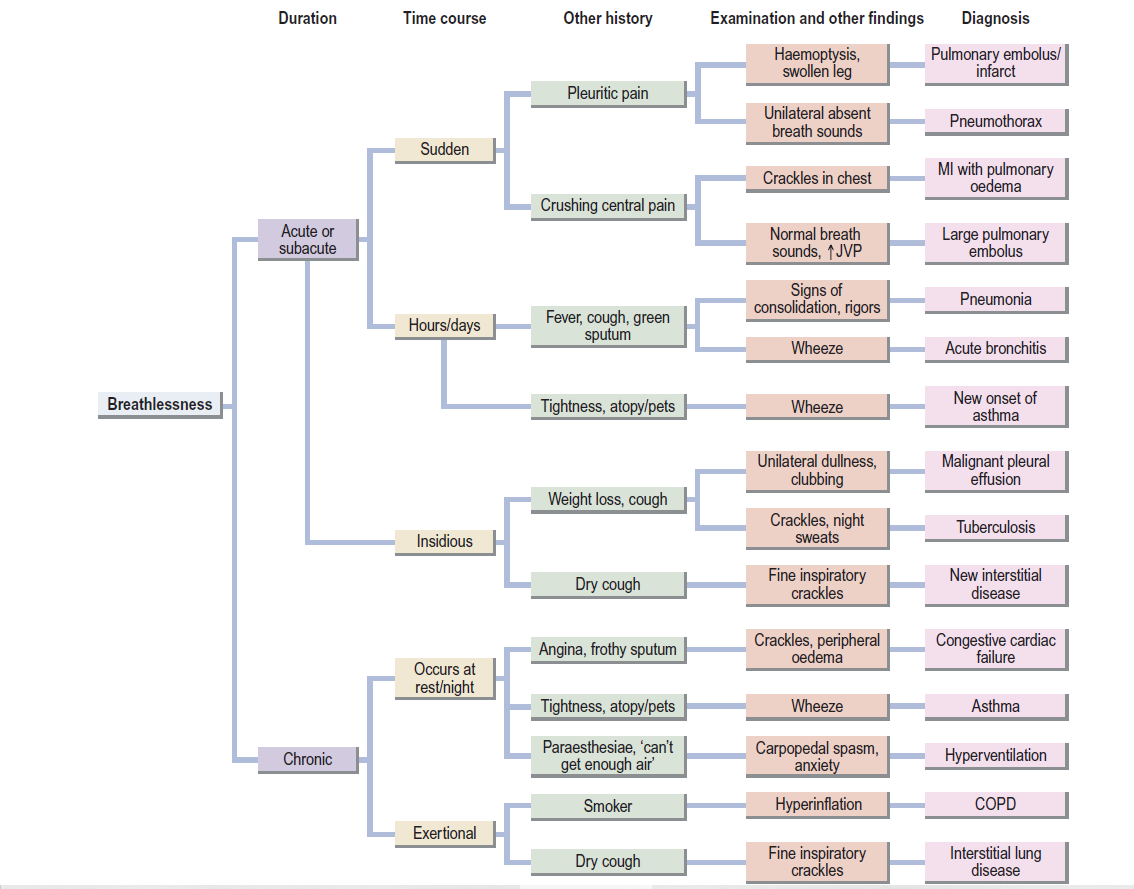 Duration
Time course
Other history
Examination and other findings
Diagnosis
Breathlessness
Acute or
subacute
Sudden
Pleuritic pain
Haemoptysis,
swollen leg
Pulmonary embolus/
infarct
Unilateral absent
breath sounds
Pneumothorax
Crushing central pain
Crackles in chest
MI with pulmonary
oedema
Normal breath
sounds, ↑JVP
Large pulmonary
embolus
Hours/days
Fever, cough, green
sputum
Signs of
consolidation, rigors
Pneumonia
Wheeze
Acute bronchitis
Tightness, atopy/pets
Wheeze
New onset of
asthma
Insidious
Weight loss, cough
Unilateral dullness,
clubbing
Malignant pleural
effusion
Crackles, night
sweats
Tuberculosis
Dry cough
Fine inspiratory
crackles
New interstitial
disease
Chronic
Occurs at
rest/night
Angina, frothy sputum
Crackles, peripheral
oedema
Congestive cardiac
failure
Tightness, atopy/pets
Wheeze
Asthma
Paraesthesiae, ‘can’t
get enough air’
Carpopedal spasm,
anxiety
Hyperventilation
Exertional
Smoker
Hyperinflation
COPD
Dry cough
Fine inspiratory
crackles
Interstitial lung
disease